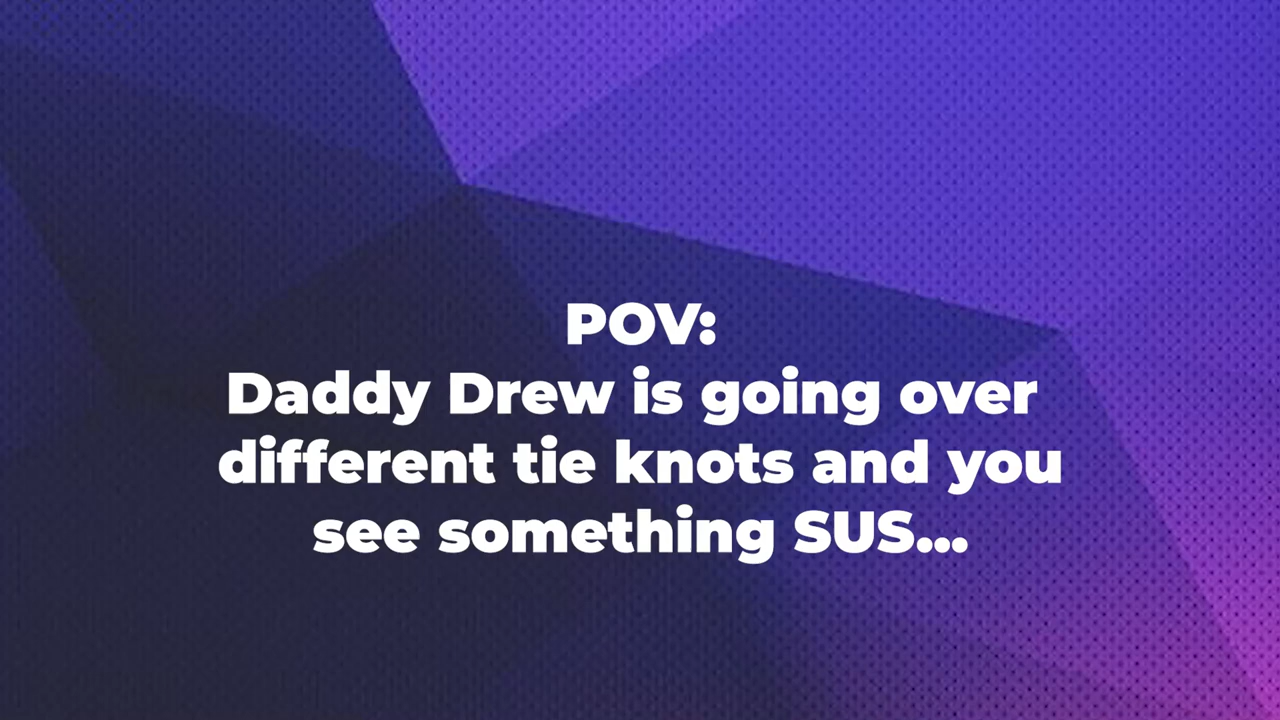 POV:
Daddy Drew is going over
different tie knots and you
see something SUS...